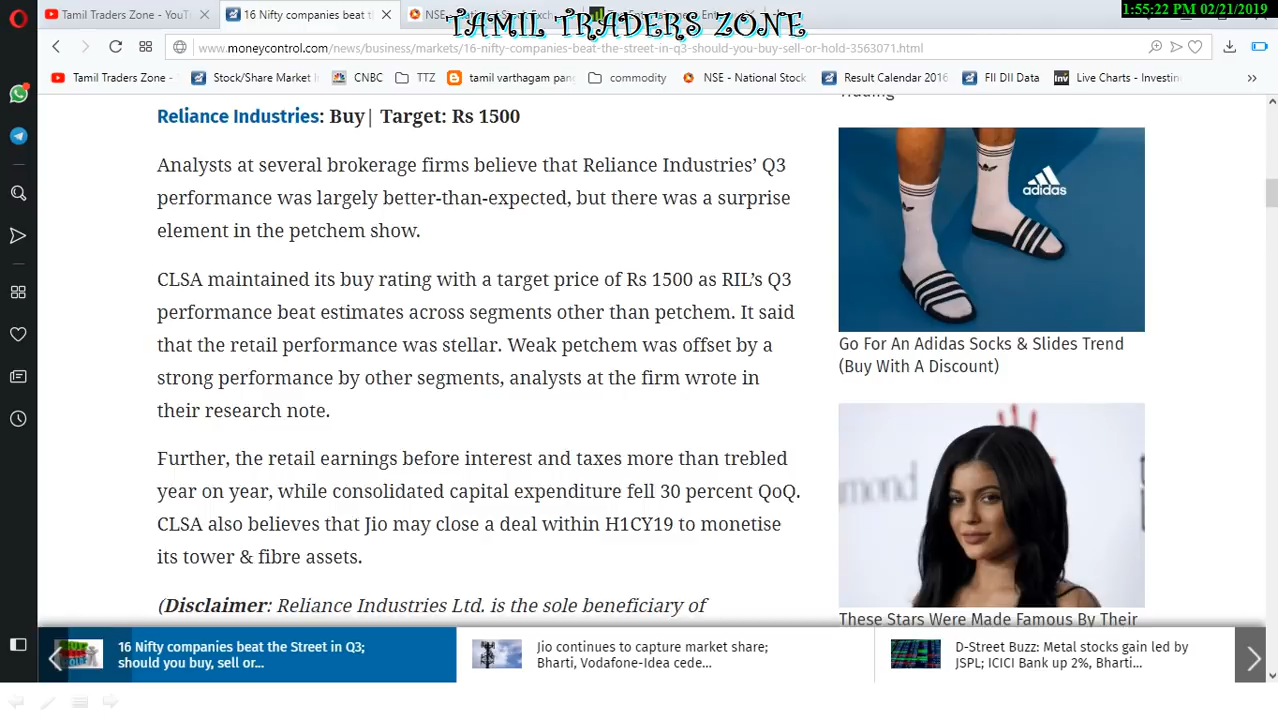 Tamil Traders Zone - YouT
16 Nifty companies beat t
NSE
TAMIL TRADERS ZONE
1:55:22 PM 02/21/2019
www.moneycontrol.com/news/business/markets/16-nifty-companies-beat-the-street-in-q3-should-you-buy-sell-or-hold-3563071.html
Tamil Traders Zone -
Stock/Share Market I
CNBC
TTZ
tamil varthagam pan
commodity
NSE - National Stock
Result Calendar 2016
FII DII Data
Inv
Live Charts - Investin
Trading
Reliance Industries: Buy| Target: Rs 1500
Analysts at several brokerage firms believe that Reliance Industries’ Q3
performance was largely better-than-expected, but there was a surprise
element in the petchem show.
CLSA maintained its buy rating with a target price of Rs 1500 as RIL’s Q3
performance beat estimates across segments other than petchem. It said
that the retail performance was stellar. Weak petchem was offset by a
strong performance by other segments, analysts at the firm wrote in
their research note.
Further, the retail earnings before interest and taxes more than trebled
year on year, while consolidated capital expenditure fell 30 percent QoQ.
CLSA also believes that Jio may close a deal within H1CY19 to monetise
its tower & fibre assets.
(Disclaimer: Reliance Industries Ltd. is the sole beneficiary of
adidas
Go For An Adidas Socks & Slides Trend
(Buy With A Discount)
mond
These Stars Were Made Famous By Their
16 Nifty companies beat the Street in Q3;
should you buy, sell or...
Jio continues to capture market share;
Bharti, Vodafone-Idea cede...
D-Street Buzz: Metal stocks gain led by
JSPL; ICICI Bank up 2%, Bharti...